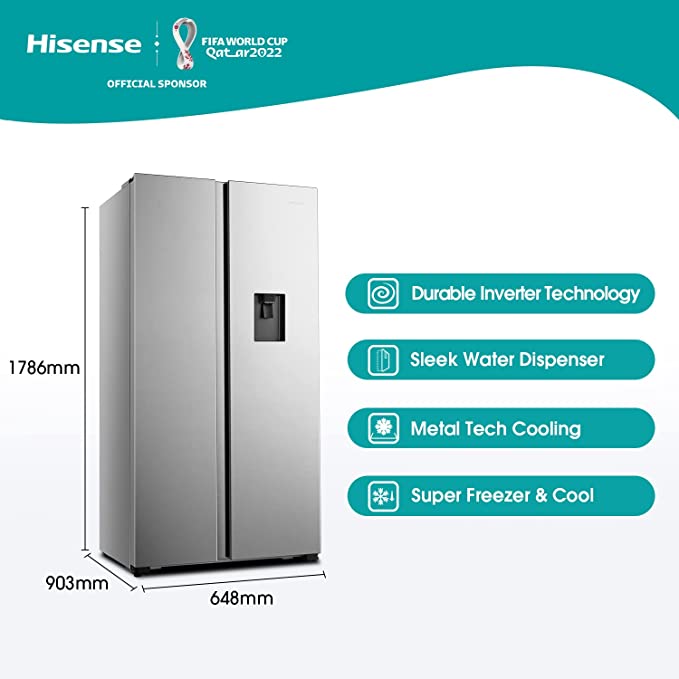 Hisense
FIFA WORLD CUP
Qatar2022
OFFICIAL SPONSOR
1786mm
903mm
648mm
Durable Inverter Technology
Sleek Water Dispenser
Metal Tech Cooling
Super Freezer & Cool